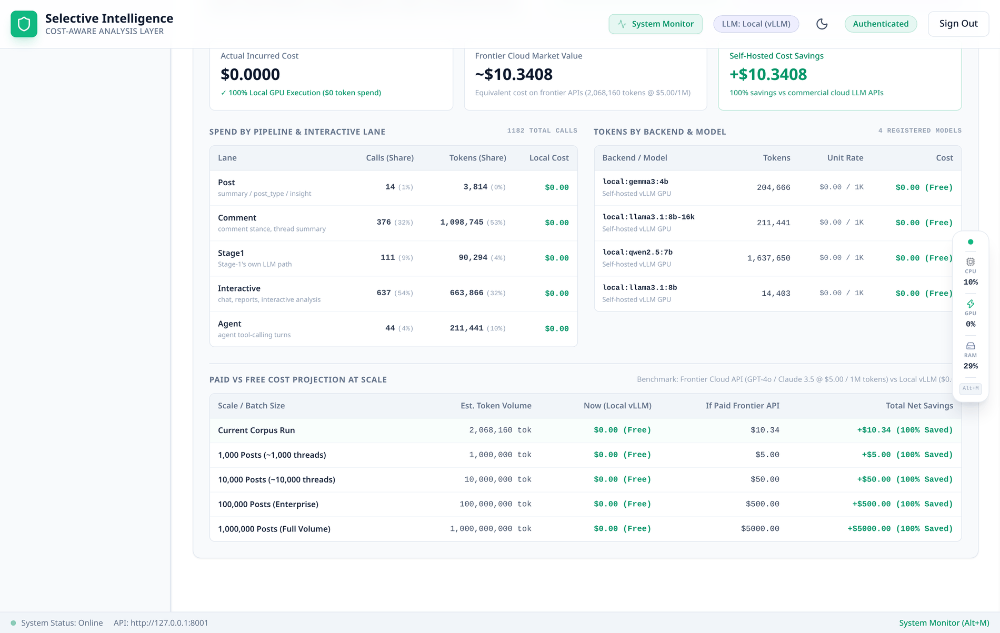 Selective Intelligence
COST-AWARE ANALYSIS LAYER
System Monitor
LLM: Local (vLLM)
Authenticated
Sign Out
Actual Incurred Cost
$0.0000
✓ 100% Local GPU Execution ($0 token spend)
Frontier Cloud Market Value
~$10.3408
Equivalent cost on frontier APIs (2,068,160 tokens @ $5.00/1M)
Self-Hosted Cost Savings
+$10.3408
100% savings vs commercial cloud LLM APIs
SPEND BY PIPELINE & INTERACTIVE LANE
1182 TOTAL CALLS
Lane Calls (Share) Tokens (Share) Local Cost
Post
summary / post_type / insight
14 (1%) 3,814 (0%) $0.00
Comment
comment stance, thread summary
376 (32%) 1,098,745 (53%) $0.00
Stage1
Stage-1's own LLM path
111 (9%) 90,294 (4%) $0.00
Interactive
chat, reports, interactive analysis
637 (54%) 663,866 (32%) $0.00
Agent
agent tool-calling turns
44 (4%) 211,441 (10%) $0.00
TOKENS BY BACKEND & MODEL
4 REGISTERED MODELS
Backend / Model Tokens Unit Rate Cost
local:gemma3:4b
Self-hosted vLLM GPU
204,666 $0.00 / 1K $0.00 (Free)
local:llama3.1:8b-16k
Self-hosted vLLM GPU
211,441 $0.00 / 1K $0.00 (Free)
local:qwen2.5:7b
Self-hosted vLLM GPU
1,637,650 $0.00 / 1K $0.00 (Free)
local:llama3.1:8b
Self-hosted vLLM GPU
14,403 $0.00 / 1K $0.00 (Free)
CPU
10%
GPU
0%
RAM
29%
Alt+M
PAID VS FREE COST PROJECTION AT SCALE
Benchmark: Frontier Cloud API (GPT-4o / Claude 3.5 @ $5.00 / 1M tokens) vs Local vLLM ($0.
Scale / Batch Size Est. Token Volume Now (Local vLLM) If Paid Frontier API Total Net Savings
Current Corpus Run 2,068,160 tok $0.00 (Free) $10.34 +$10.34 (100% Saved)
1,000 Posts (~1,000 threads) 1,000,000 tok $0.00 (Free) $5.00 +$5.00 (100% Saved)
10,000 Posts (~10,000 threads) 10,000,000 tok $0.00 (Free) $50.00 +$50.00 (100% Saved)
100,000 Posts (Enterprise) 100,000,000 tok $0.00 (Free) $500.00 +$500.00 (100% Saved)
1,000,000 Posts (Full Volume) 1,000,000,000 tok $0.00 (Free) $5000.00 +$5000.00 (100% Saved)
System Status: Online API: http://127.0.0.1:8001
System Monitor (Alt+M)